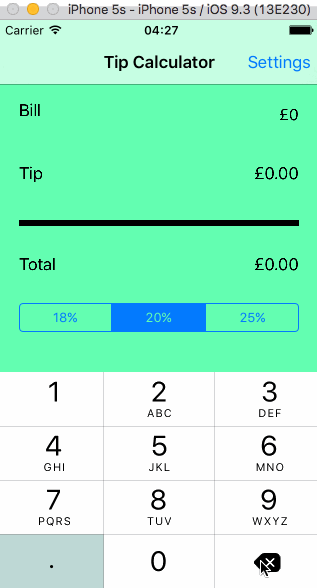 iPhone 5s - iPhone 5s / iOS 9.3 (13E230)
Carrier 04:27
Tip Calculator Settings
Bill £0
Tip £0.00
Total £0.00
18% 20% 25%
1 2 3
ABC DEF
4 5 6
GHI JKL MNO
7 8 9
PQRS TUV WXYZ
. 0